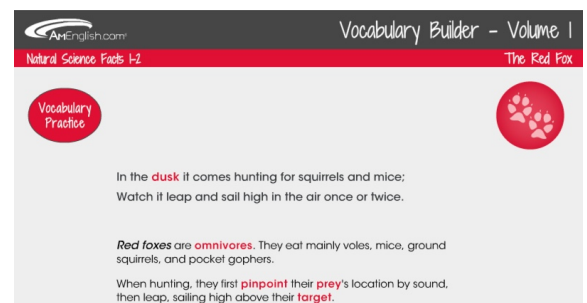 AMEnglish.com
Vocabulary Builder – Volume 1
Natural Science Facts 1-2
The Red Fox
Vocabulary
Practice
In the dusk it comes hunting for squirrels and mice;
Watch it leap and sail high in the air once or twice.
Red foxes are omnivores. They eat mainly voles, mice, ground
squirrels, and pocket gophers.
When hunting, they first pinpoint their prey's location by sound,
then leap, sailing high above their target.